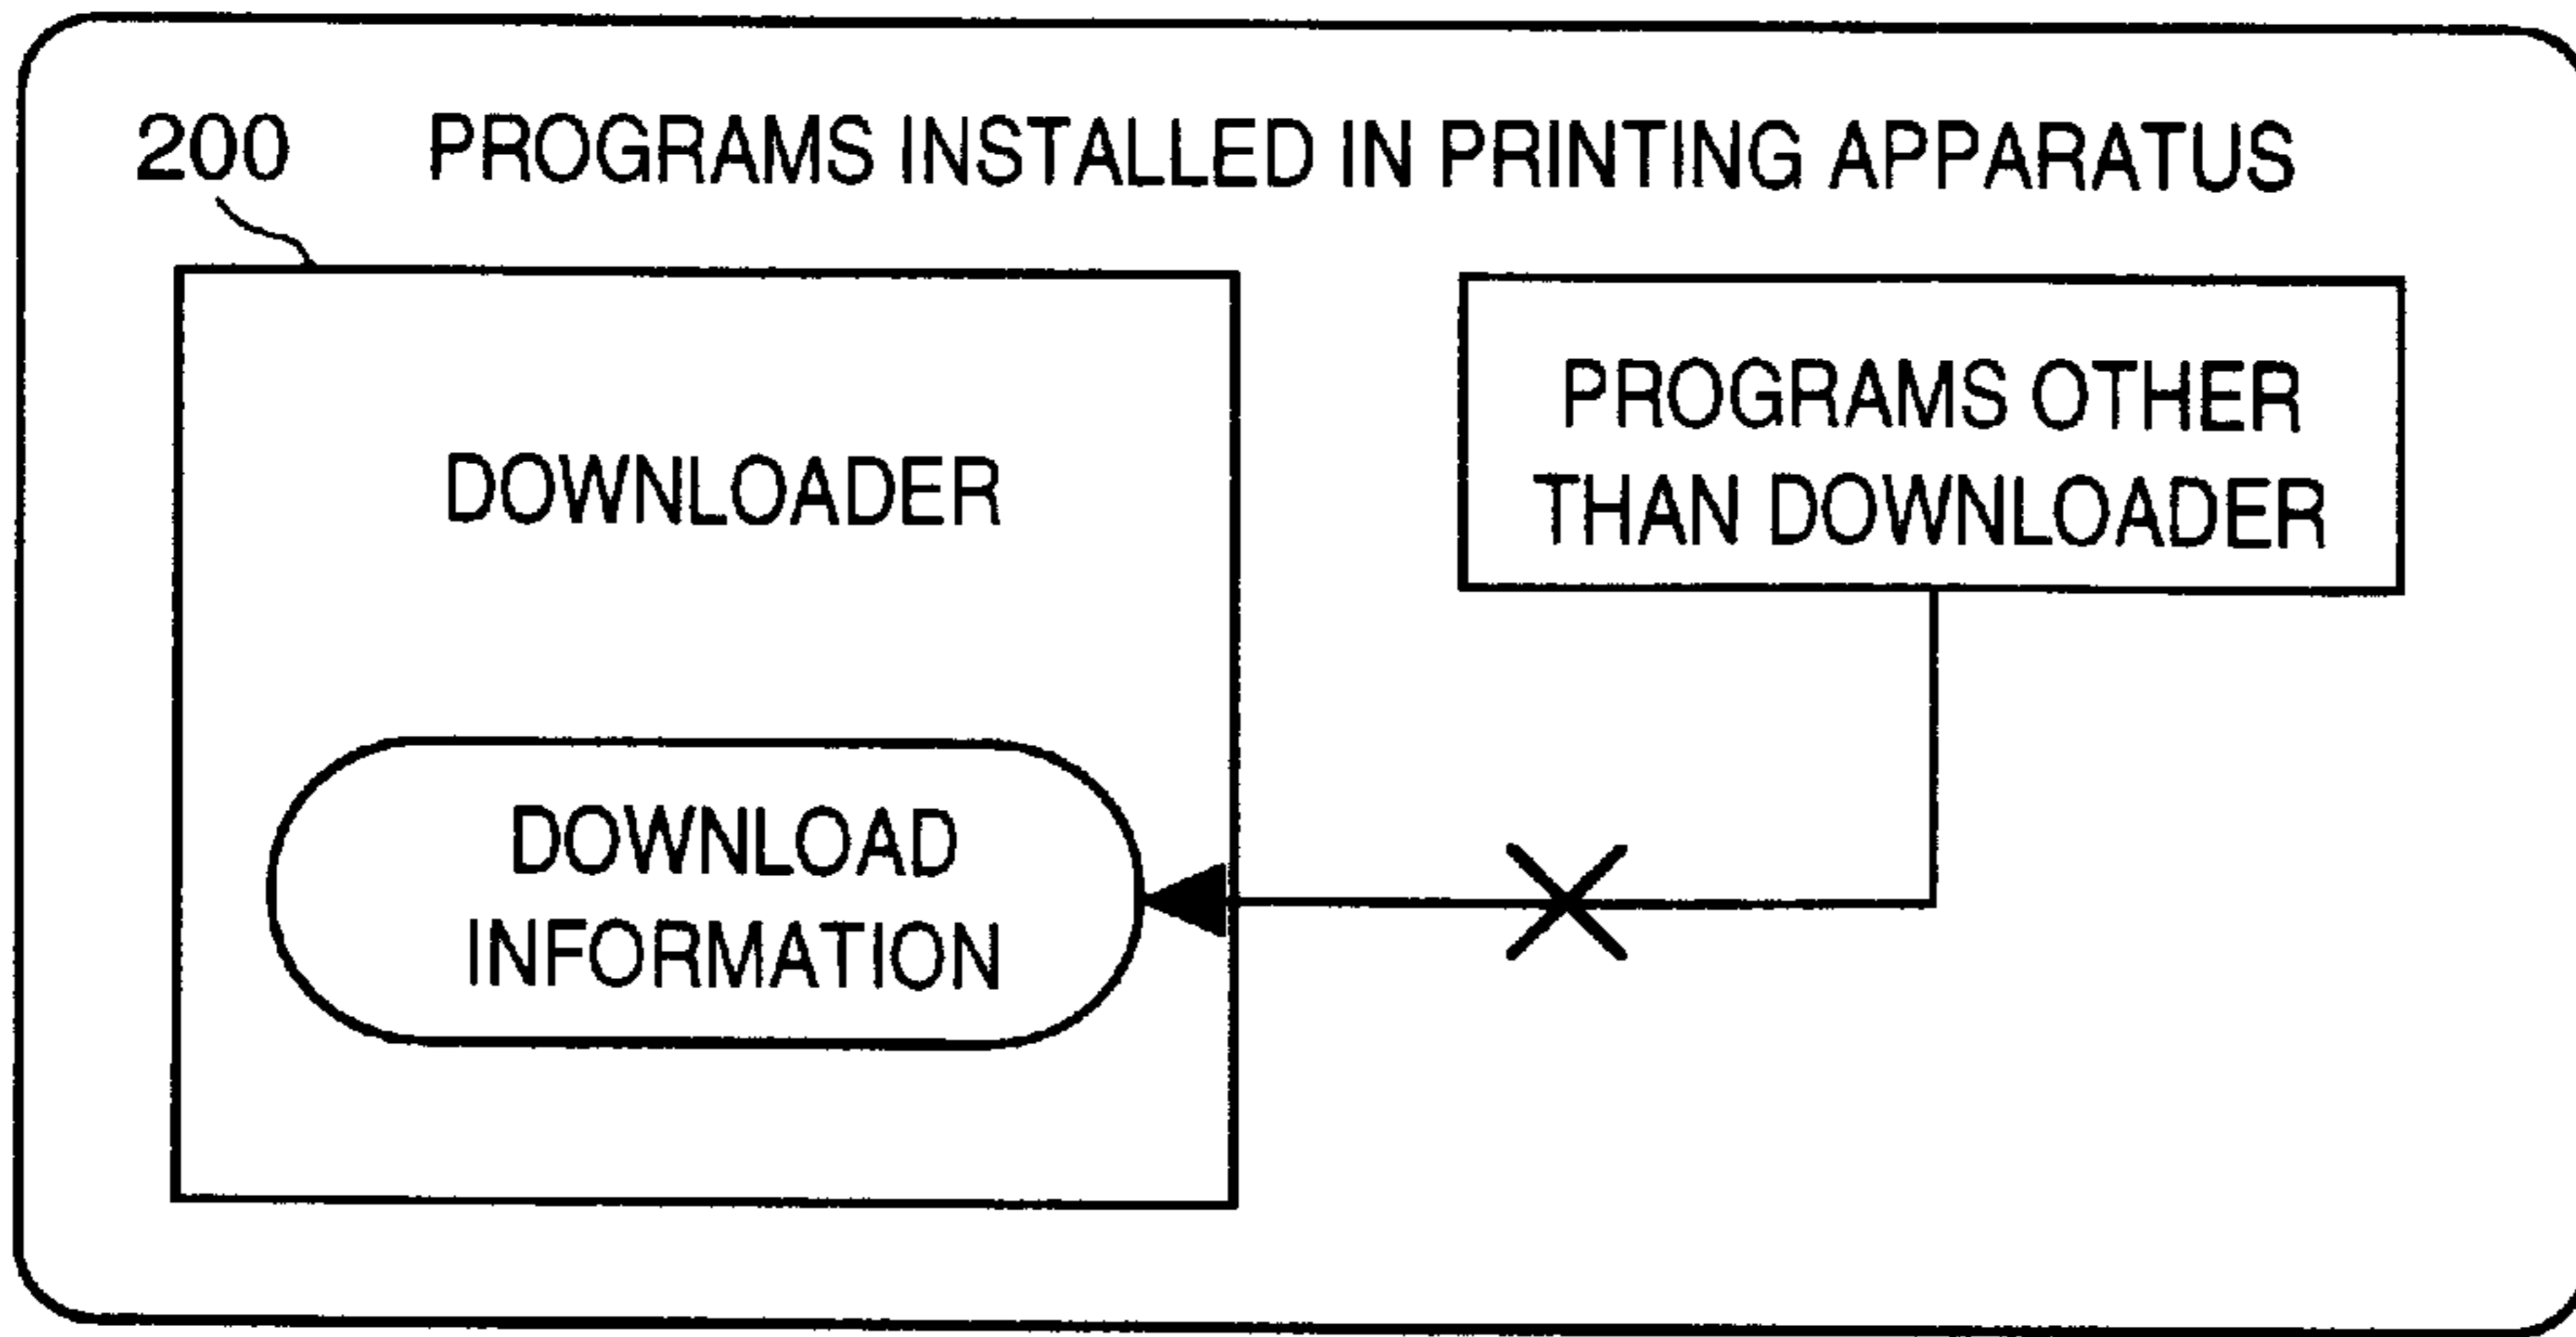 200 PROGRAMS INSTALLED IN PRINTING APPARATUS
DOWNLOADER
DOWNLOAD
INFORMATION
PROGRAMS OTHER
THAN DOWNLOADER